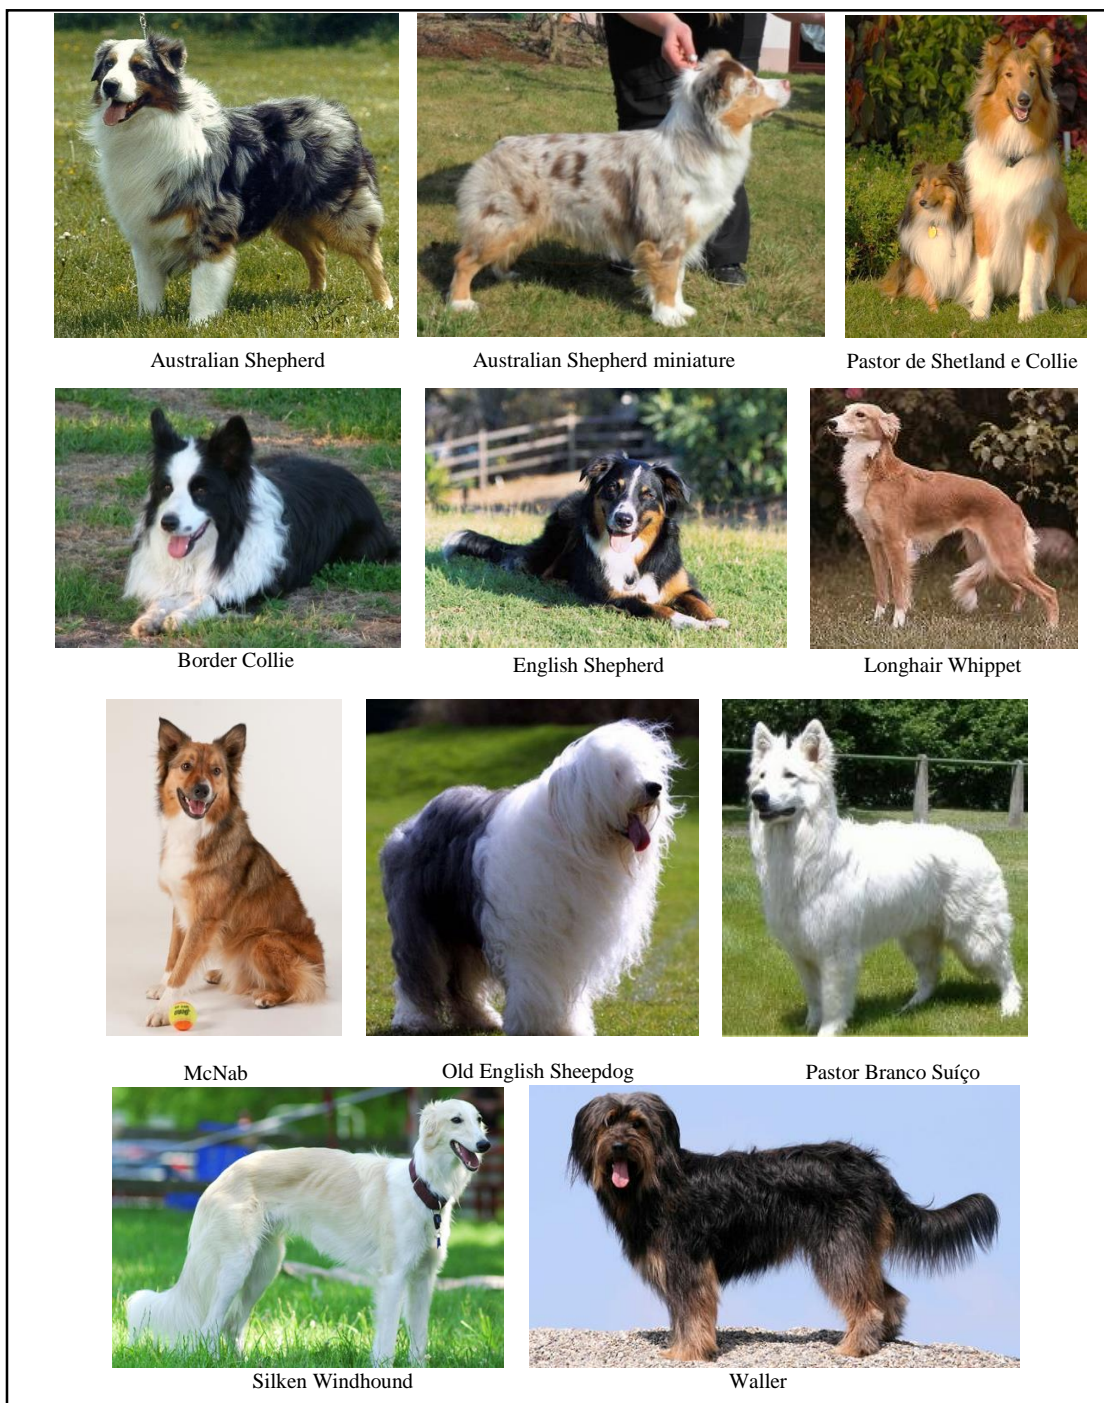 Australian Shepherd
Australian Shepherd miniature
Pastor de Shetland e Collie
Border Collie
English Shepherd
Longhair Whippet
McNab
Old English Sheepdog
Pastor Branco Suíço
Silken Windhound
Waller